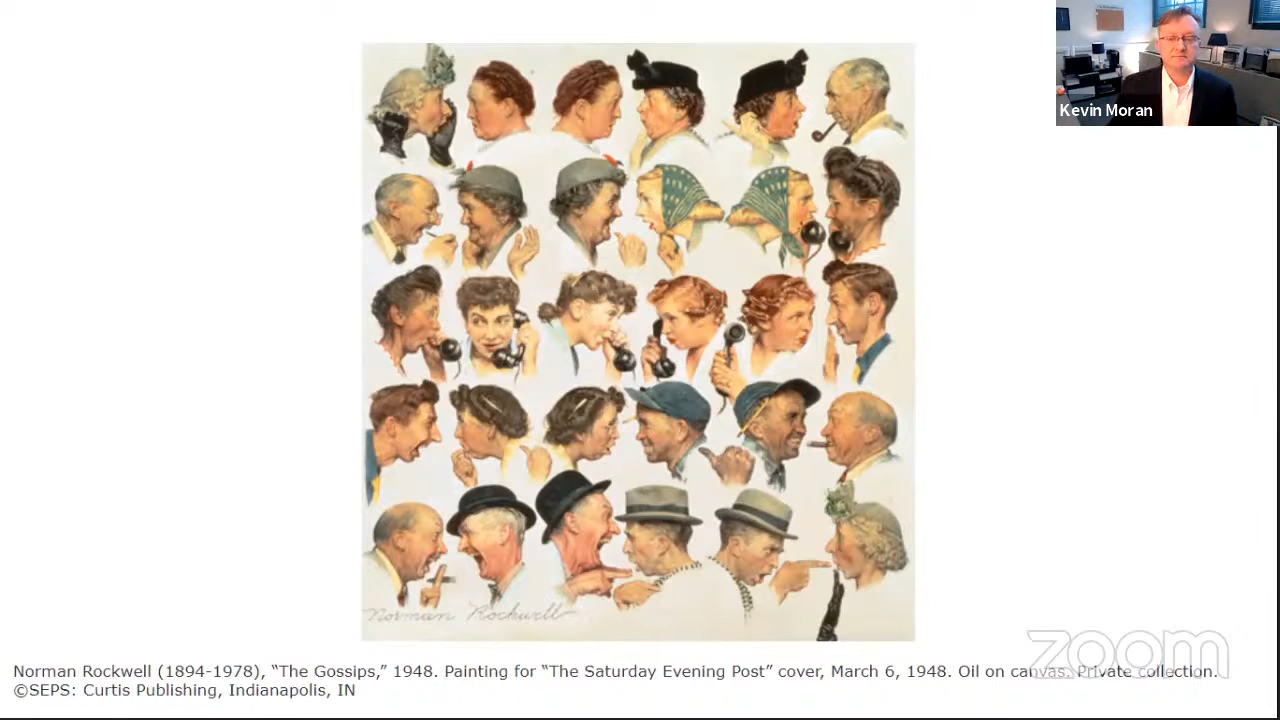 Kevin Moran
Norman Rockwell
zoom
Norman Rockwell (1894-1978), “The Gossips,” 1948. Painting for “The Saturday Evening Post” cover, March 6, 1948. Oil on canvas. Private collection.
©SEPS: Curtis Publishing, Indianapolis, IN